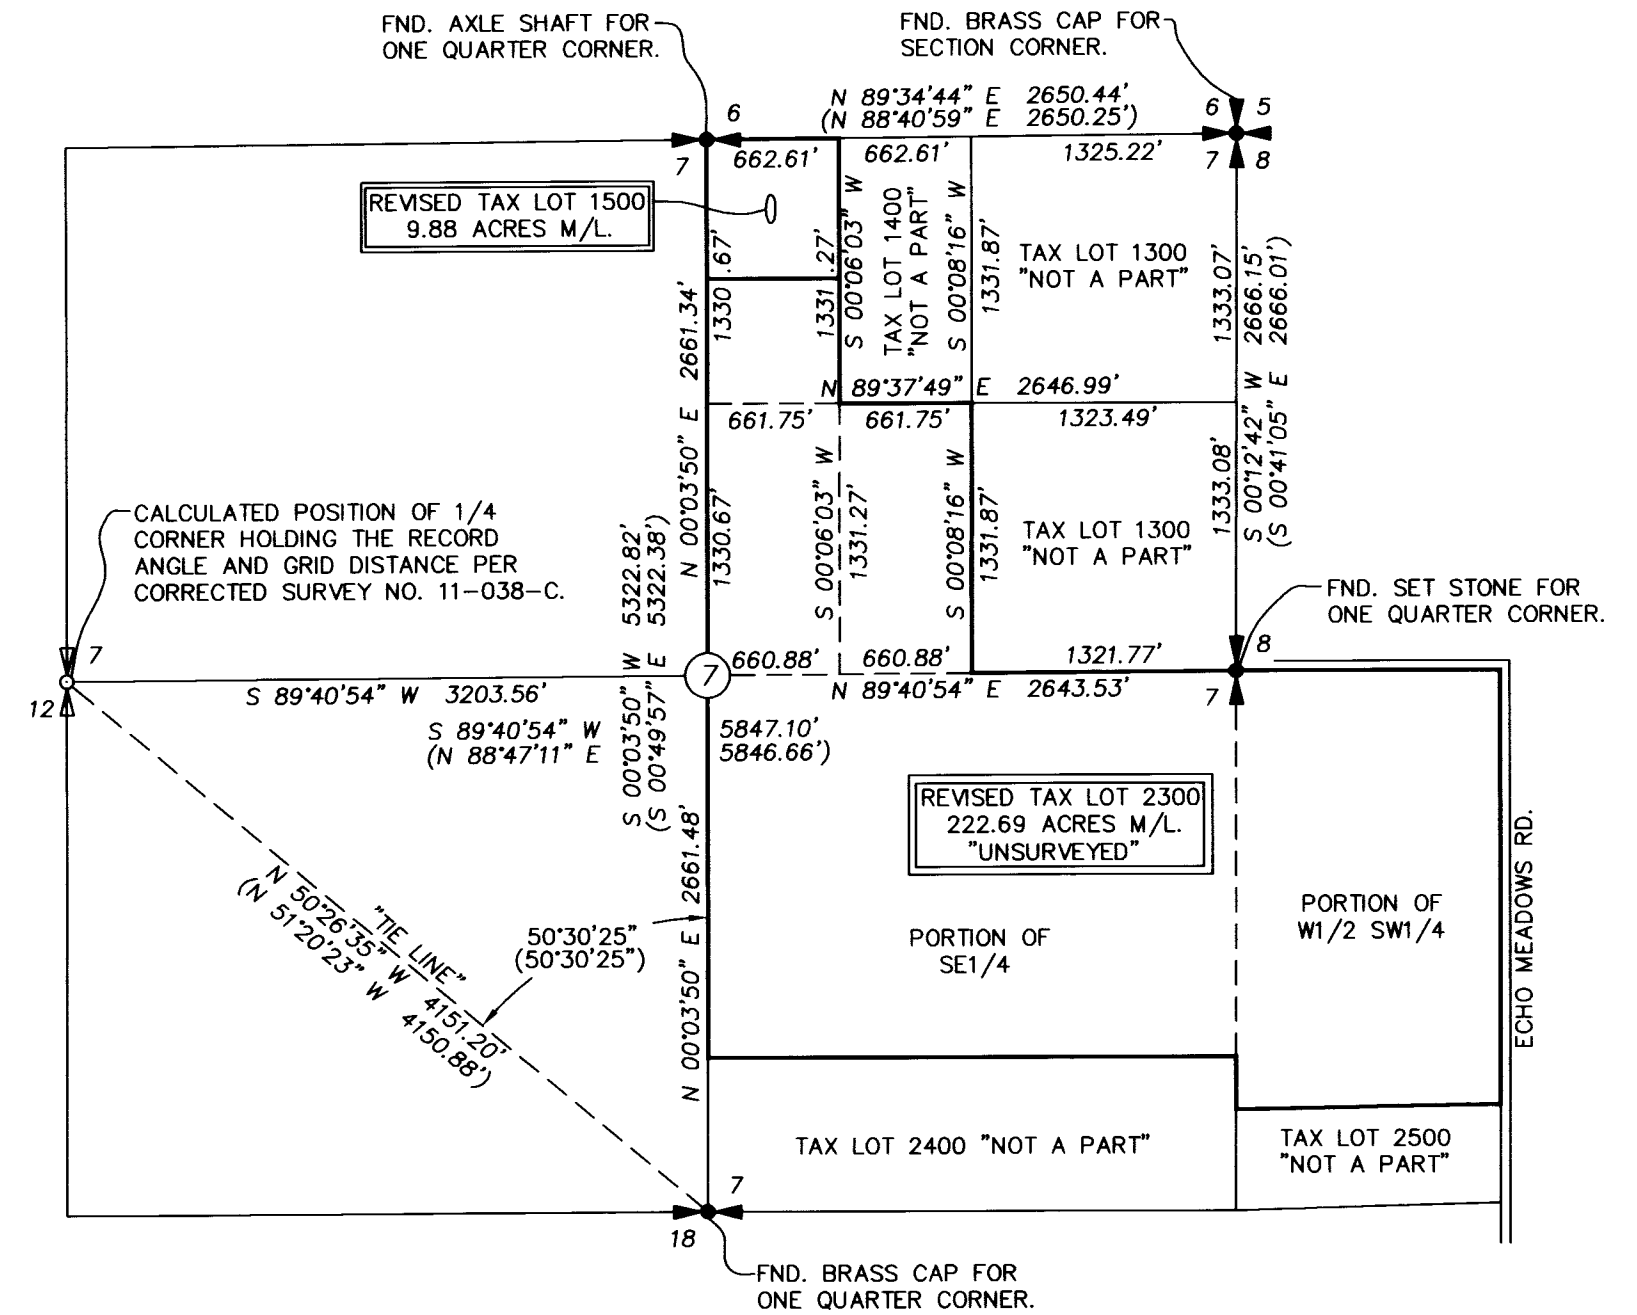 FND. AXLE SHAFT FOR
ONE QUARTER CORNER.
FND. BRASS CAP FOR
SECTION CORNER.
N 89°34'44" E 2650.44'
(N 88°40'59" E 2650.25')
6
6
5
7
7
8
662.61'
662.61'
1325.22'
REVISED TAX LOT 1500
9.88 ACRES M/L.
1330.67'
1331.27'
S 00°06'03" W
TAX LOT 1400
"NOT A PART"
S 00°08'16" W
1331.87'
TAX LOT 1300
"NOT A PART"
1333.07'
S 00°12'42" W 2666.15'
(S 00°41'05" E 2666.01')
N 00°03'50" E 2661.34'
N 89°37'49" E 2646.99'
661.75'
661.75'
1323.49'
1330.67'
S 00°06'03" W
1331.27'
S 00°08'16" W
1331.87'
TAX LOT 1300
"NOT A PART"
1333.08'
CALCULATED POSITION OF 1/4
CORNER HOLDING THE RECORD
ANGLE AND GRID DISTANCE PER
CORRECTED SURVEY NO. 11-038-C.
FND. SET STONE FOR
ONE QUARTER CORNER.
S 00°03'50" W 5322.82'
(S 00°49'57" E 5322.38')
7
12
S 89°40'54" W 3203.56'
7
660.88'
660.88'
1321.77'
N 89°40'54" E 2643.53'
8
7
S 89°40'54" W 5847.10'
(N 88°47'11" E 5846.66')
REVISED TAX LOT 2300
222.69 ACRES M/L.
"UNSURVEYED"
N 00°03'50" E 2661.48'
"TIE LINE"
N 50°26'35" W 4151.20'
(N 51°20'23" W 4150.88')
50°30'25"
(50°30'25")
PORTION OF
SE1/4
PORTION OF
W1/2 SW1/4
ECHO MEADOWS RD.
TAX LOT 2400 "NOT A PART"
TAX LOT 2500
"NOT A PART"
7
18
FND. BRASS CAP FOR
ONE QUARTER CORNER.